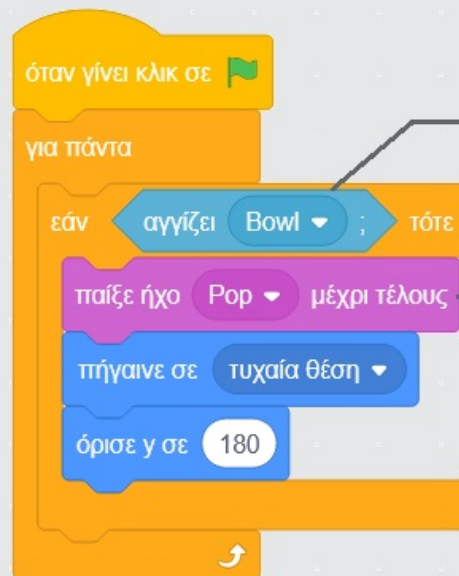 όταν γίνει κλικ σε
για πάντα
εάν αγγίζει Bowl ; τότε
παίξε ήχο Pop μέχρι τέλους
πήγαινε σε τυχαία θέση
όρισε y σε 180